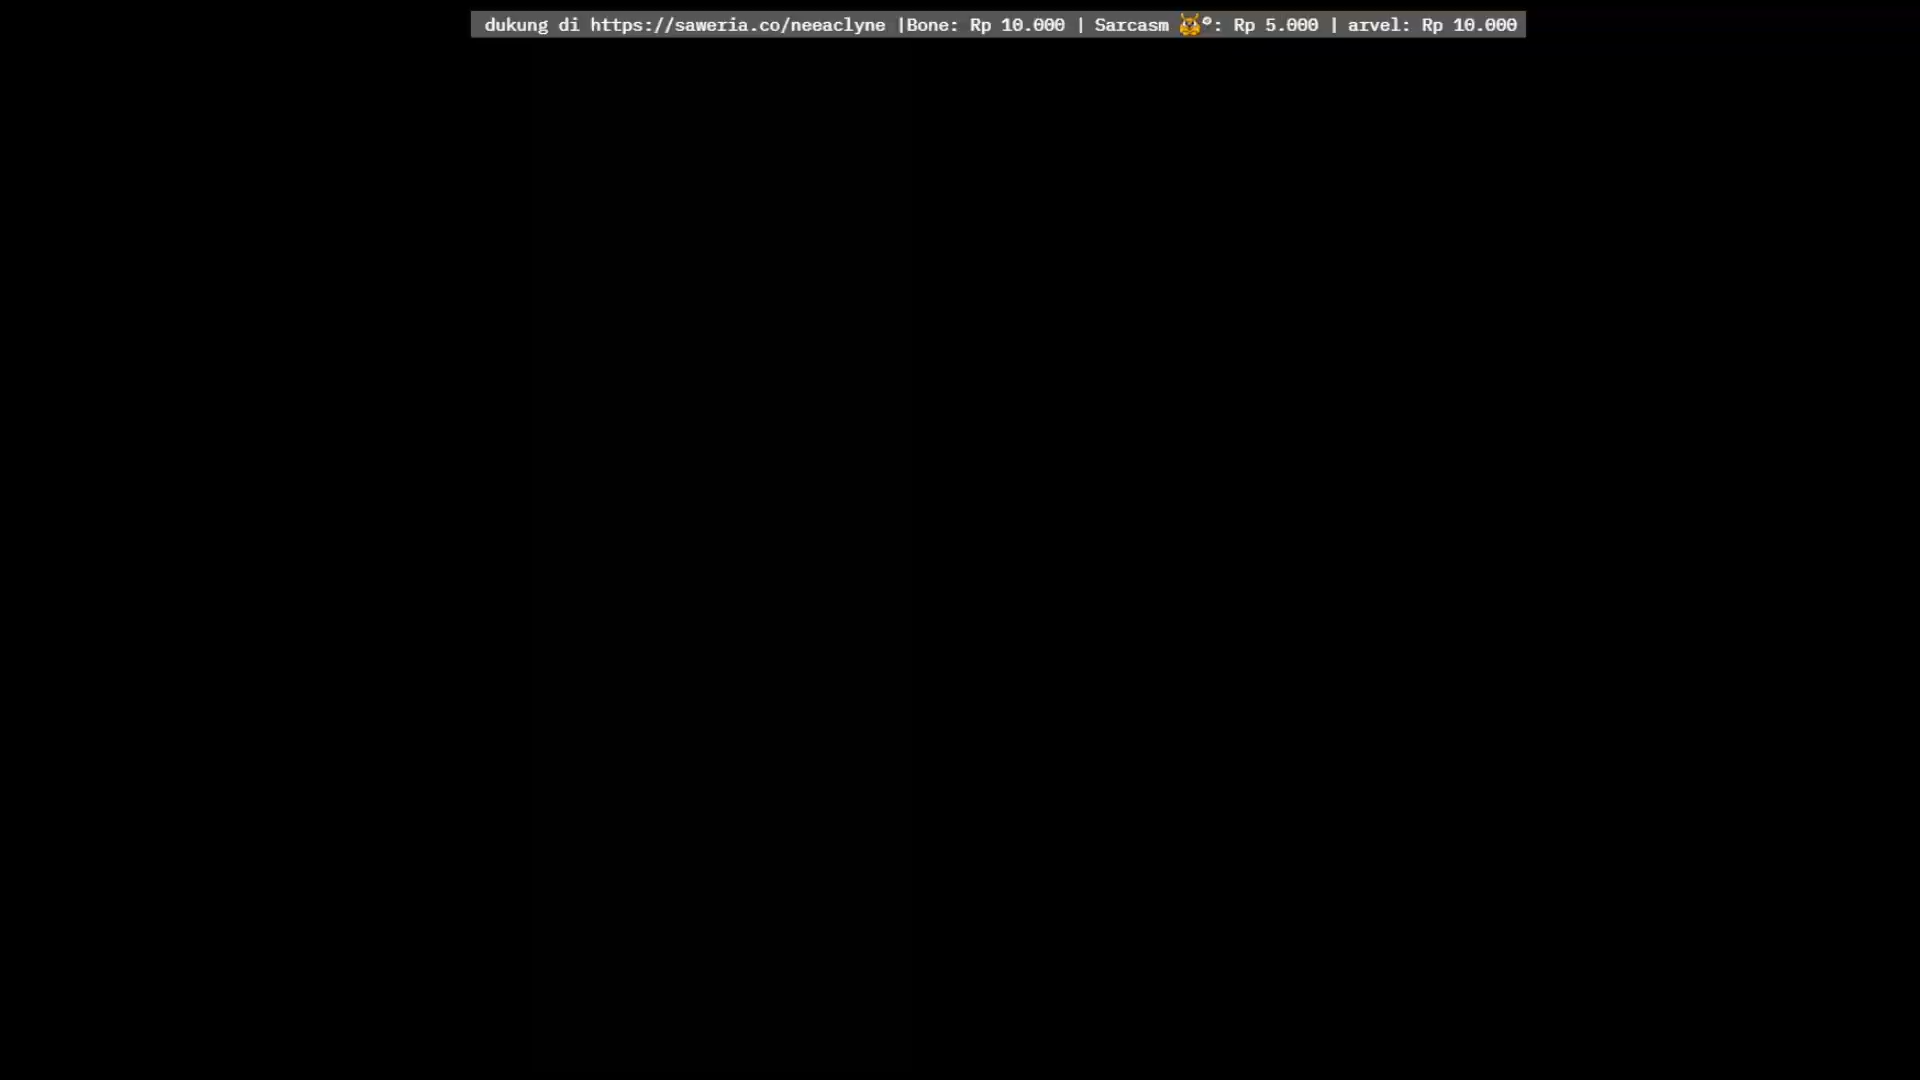 dukung di https://saweria.co/neeaclyne |Bone: Rp 10.000 | Sarcasm : Rp 5.000 | arvel: Rp 10.000